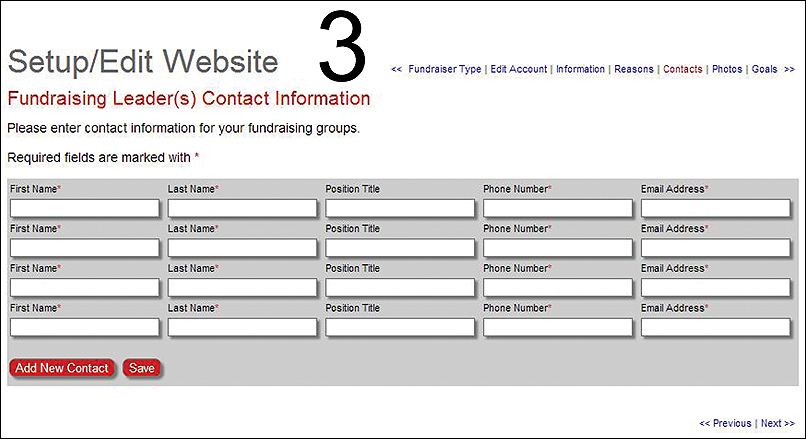 Setup/Edit Website 3 << Fundraiser Type | Edit Account | Information | Reasons | Contacts | Photos | Goals >>
Fundraising Leader(s) Contact Information
Please enter contact information for your fundraising groups.
Required fields are marked with *
First Name* Last Name* Position Title Phone Number* Email Address*
First Name* Last Name* Position Title Phone Number* Email Address*
First Name* Last Name* Position Title Phone Number* Email Address*
First Name* Last Name* Position Title Phone Number* Email Address*
Add New Contact Save
<< Previous | Next >>